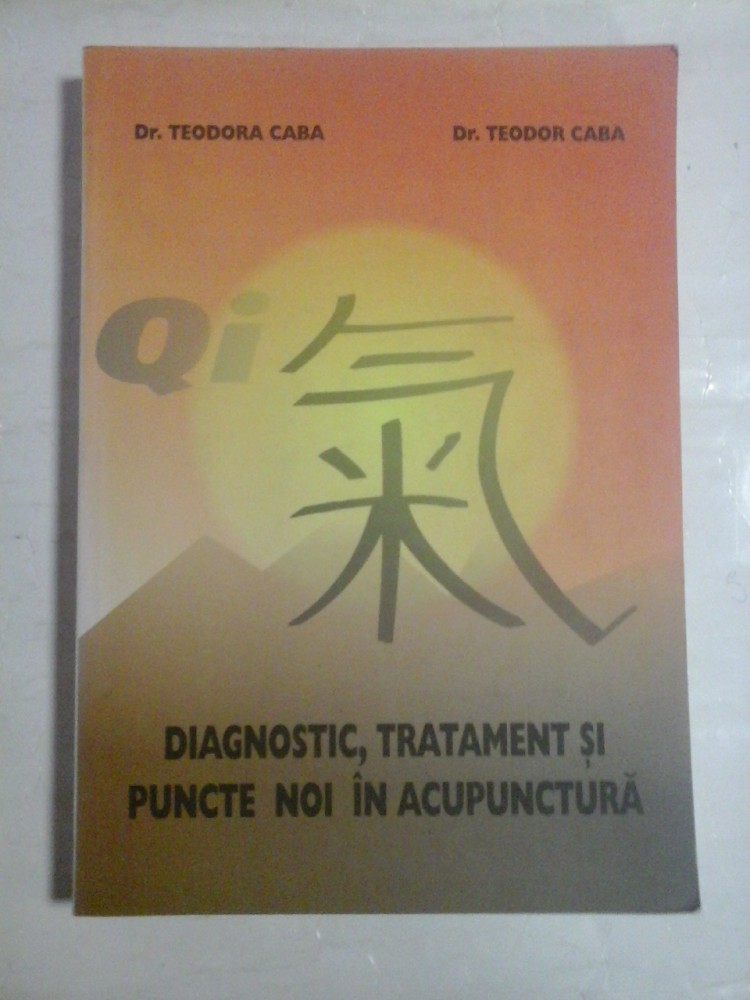 Dr. TEODORA CABA
Dr. TEODOR CABA
Qi
氣
DIAGNOSTIC, TRATAMENT ȘI
PUNCTE NOI ÎN ACUPUNCTURĂ